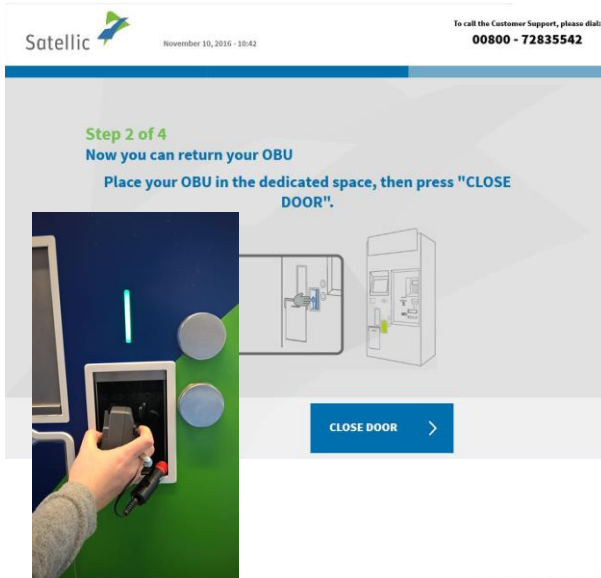 To call the Customer Support, please dial:
Satellic
November 10, 2016 - 10:42
00800 - 72835542
Step 2 of 4
Now you can return your OBU
Place your OBU in the dedicated space, then press "CLOSE
DOOR".
CLOSE DOOR